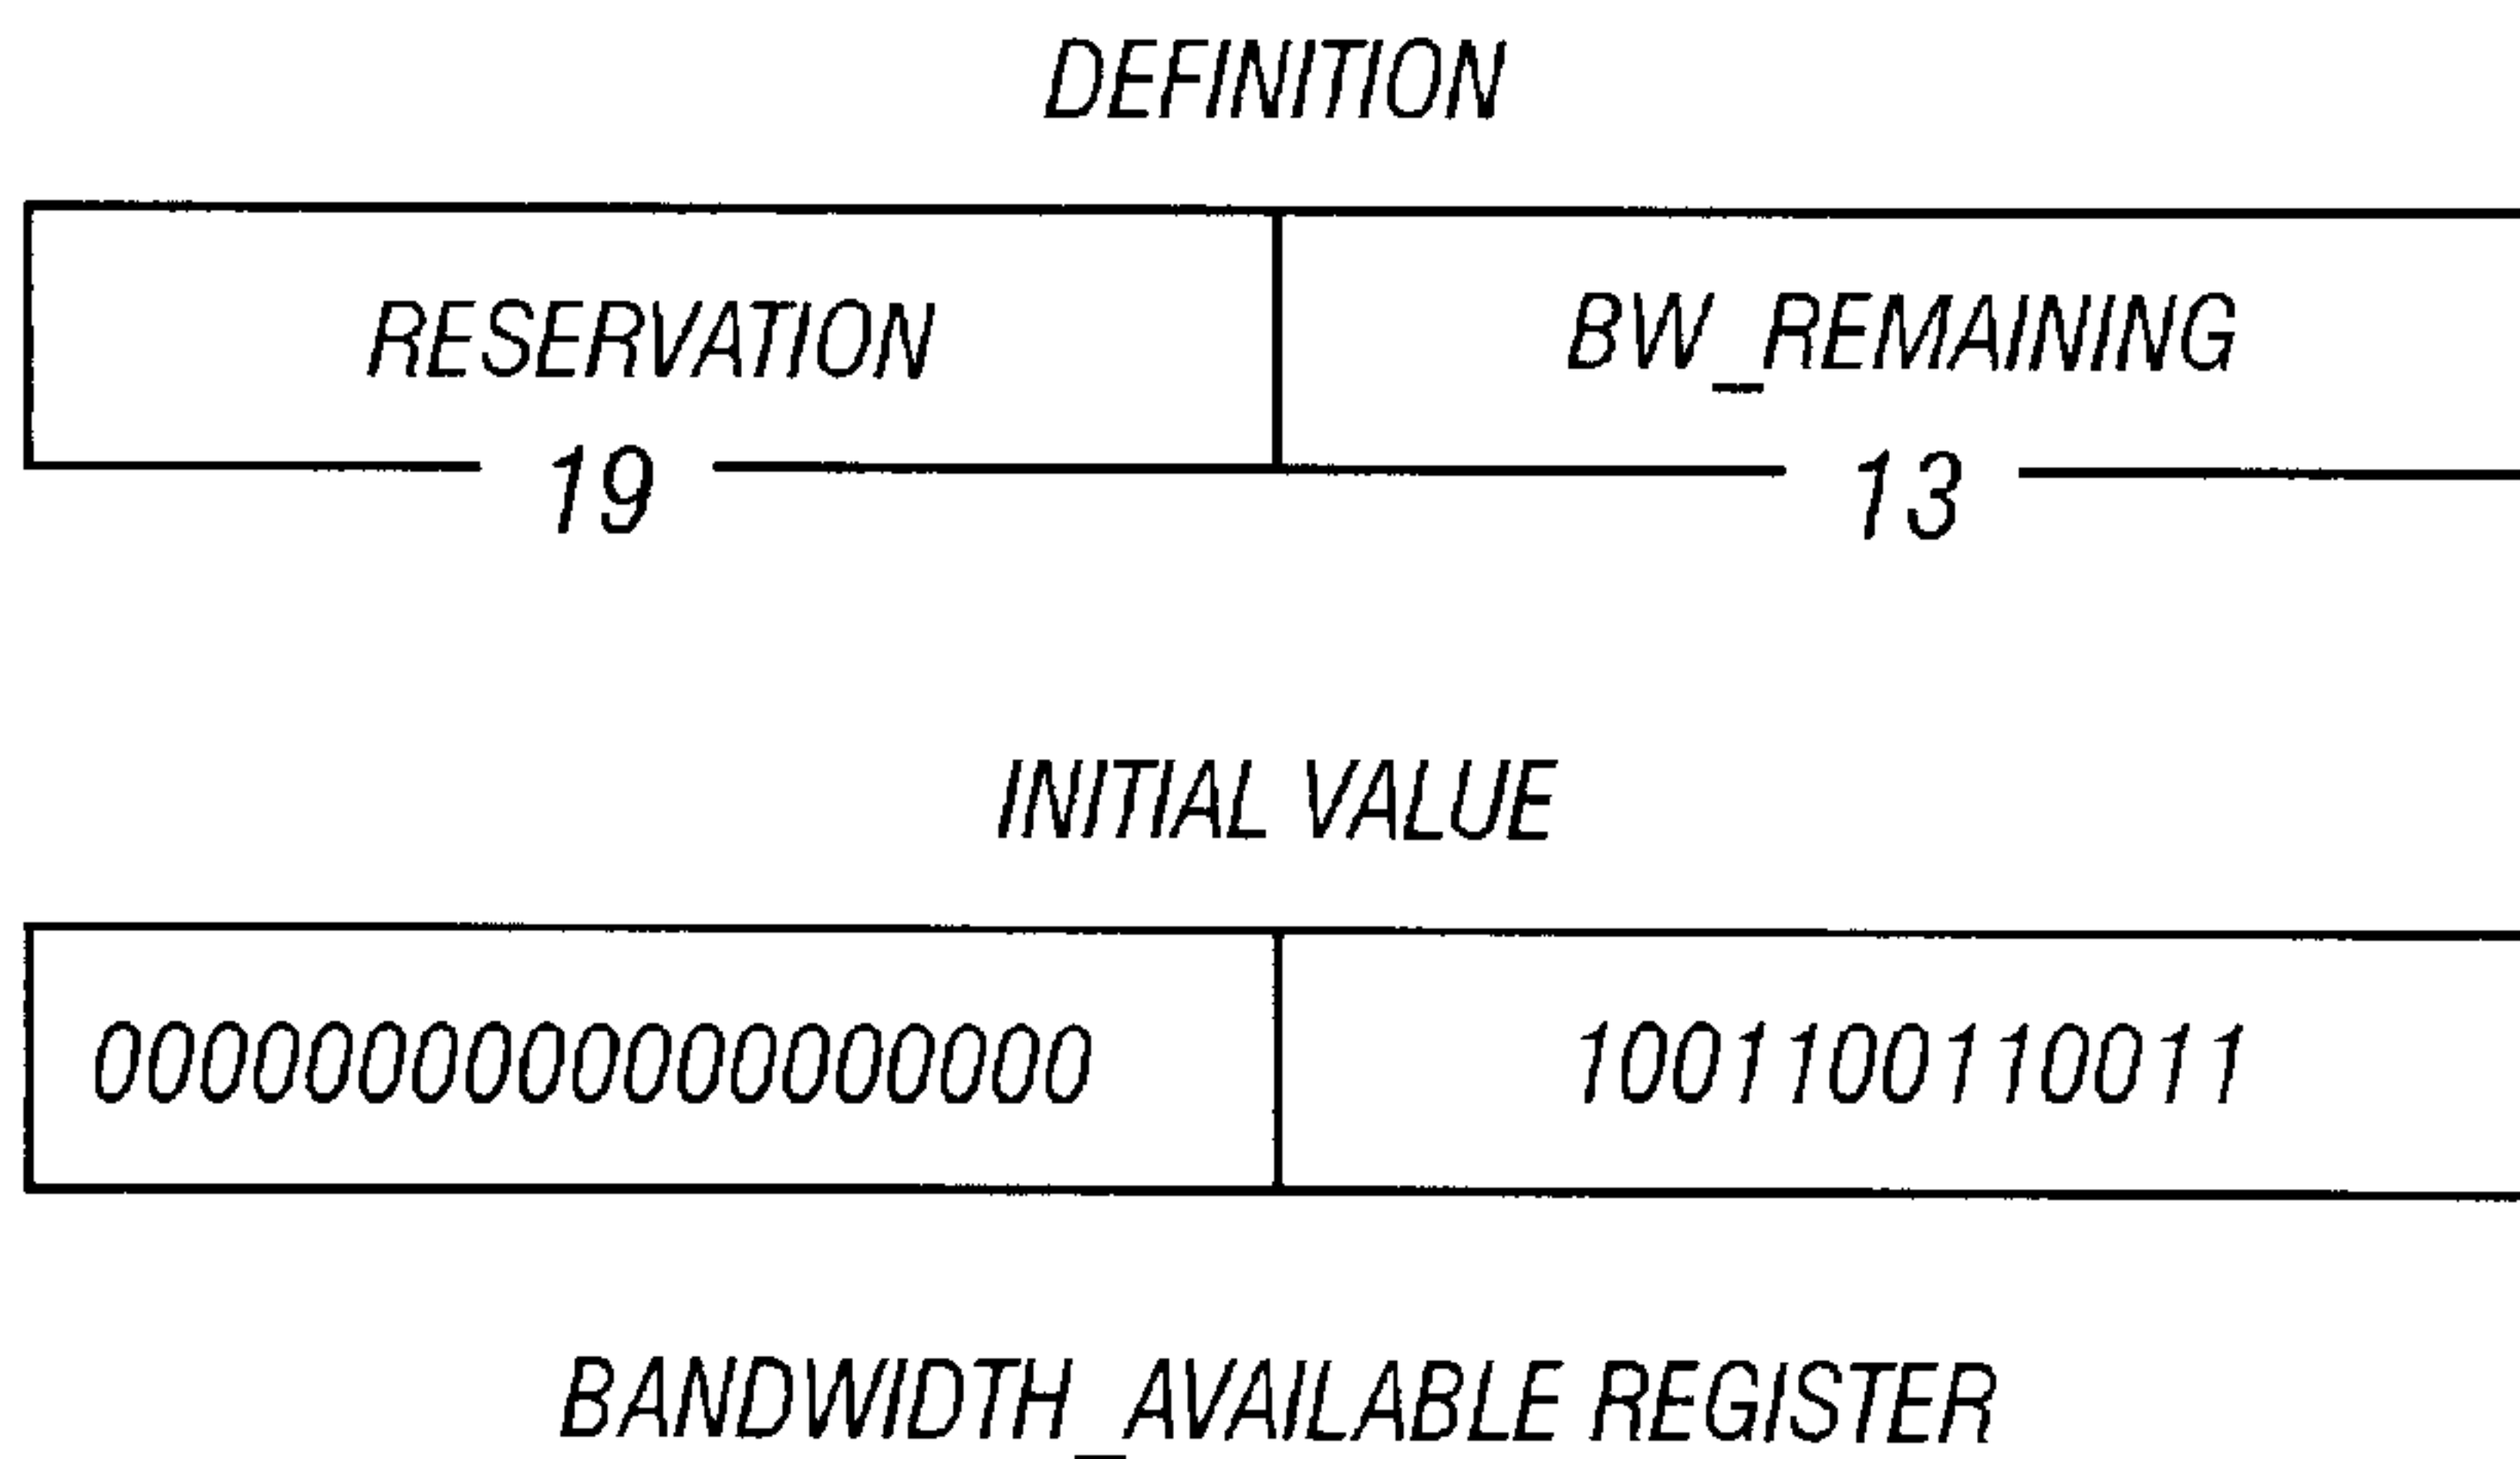 DEFINITION
RESERVATION BW_REMAINING
19 13
INITIAL VALUE
0000000000000000000 1001100110011
BANDWIDTH_AVAILABLE REGISTER